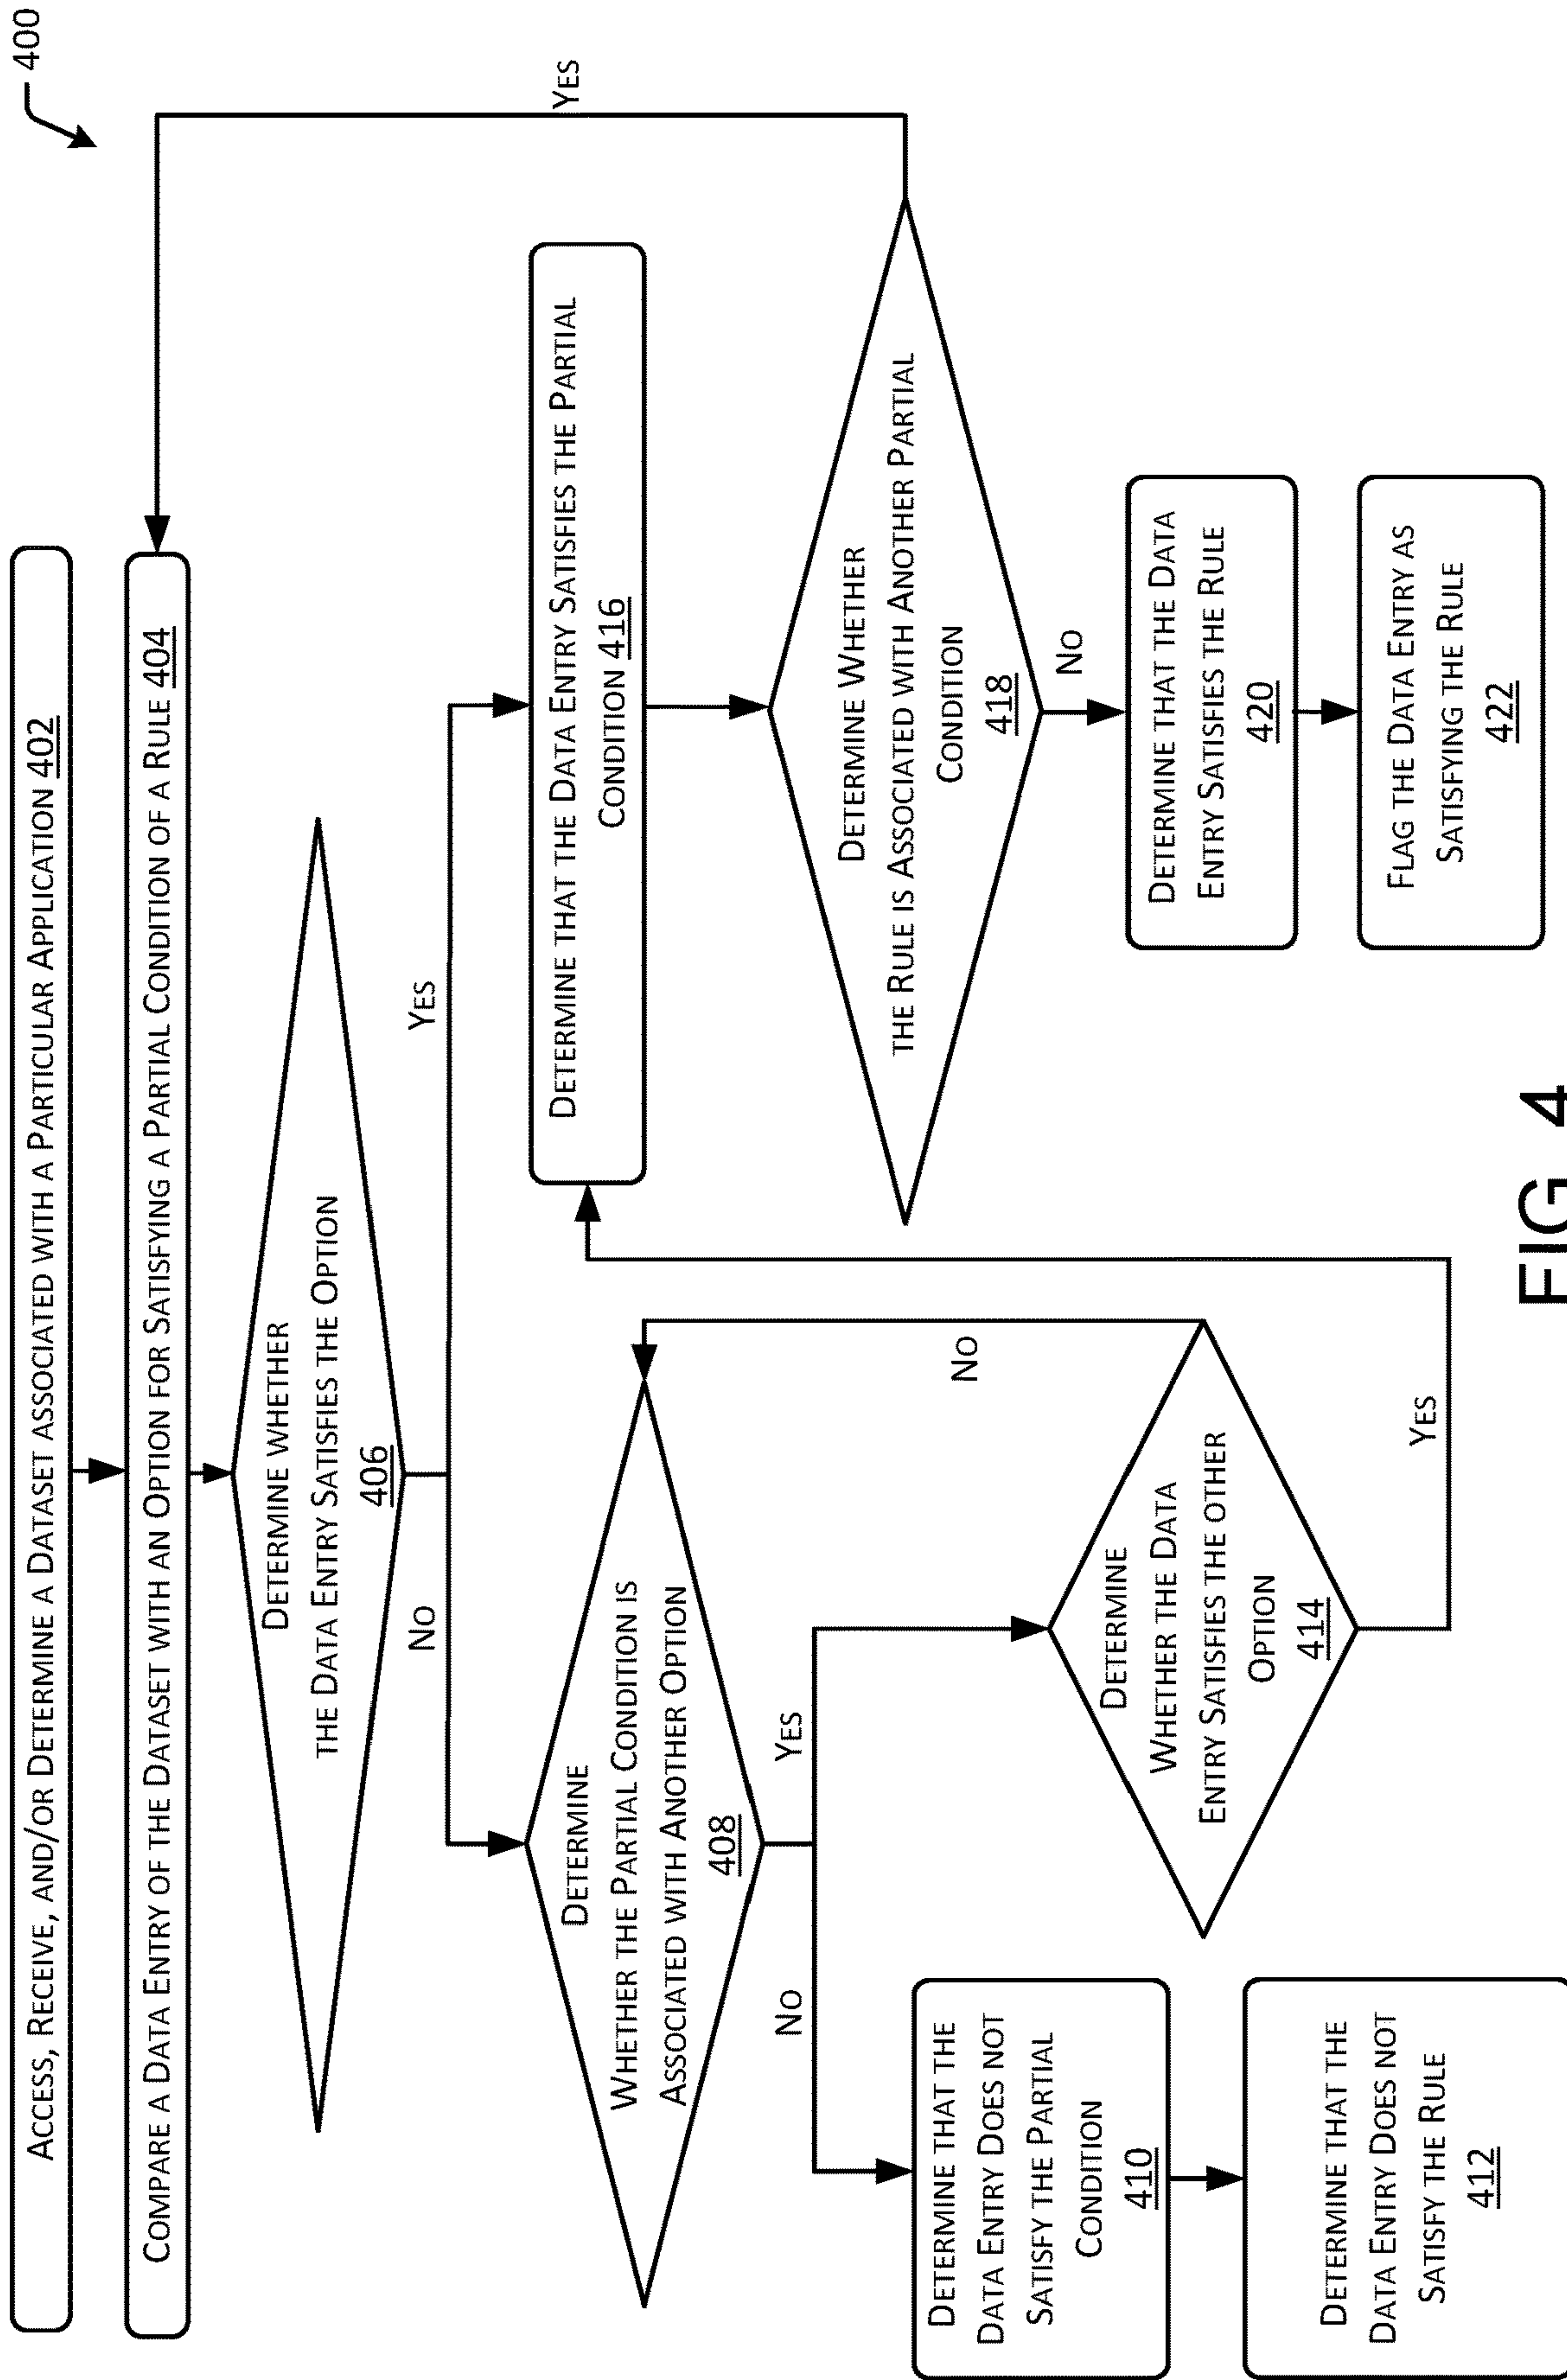 400
ACCESS, RECEIVE, AND/OR DETERMINE A DATASET ASSOCIATED WITH A PARTICULAR APPLICATION 402
COMPARE A DATA ENTRY OF THE DATASET WITH AN OPTION FOR SATISFYING A PARTIAL CONDITION OF A RULE 404
DETERMINE WHETHER
THE DATA ENTRY SATISFIES THE OPTION
406
NO
YES
DETERMINE
WHETHER THE PARTIAL CONDITION IS
ASSOCIATED WITH ANOTHER OPTION
408
NO
YES
DETERMINE THAT THE
DATA ENTRY DOES NOT
SATISFY THE PARTIAL
CONDITION
410
DETERMINE THAT THE
DATA ENTRY DOES NOT
SATISFY THE RULE
412
DETERMINE
WHETHER THE DATA
ENTRY SATISFIES THE OTHER
OPTION
414
NO
YES
DETERMINE THAT THE DATA ENTRY SATISFIES THE PARTIAL
CONDITION 416
DETERMINE WHETHER
THE RULE IS ASSOCIATED WITH ANOTHER PARTIAL
CONDITION
418
YES
NO
DETERMINE THAT THE DATA
ENTRY SATISFIES THE RULE
420
FLAG THE DATA ENTRY AS
SATISFYING THE RULE
422
FIG 4